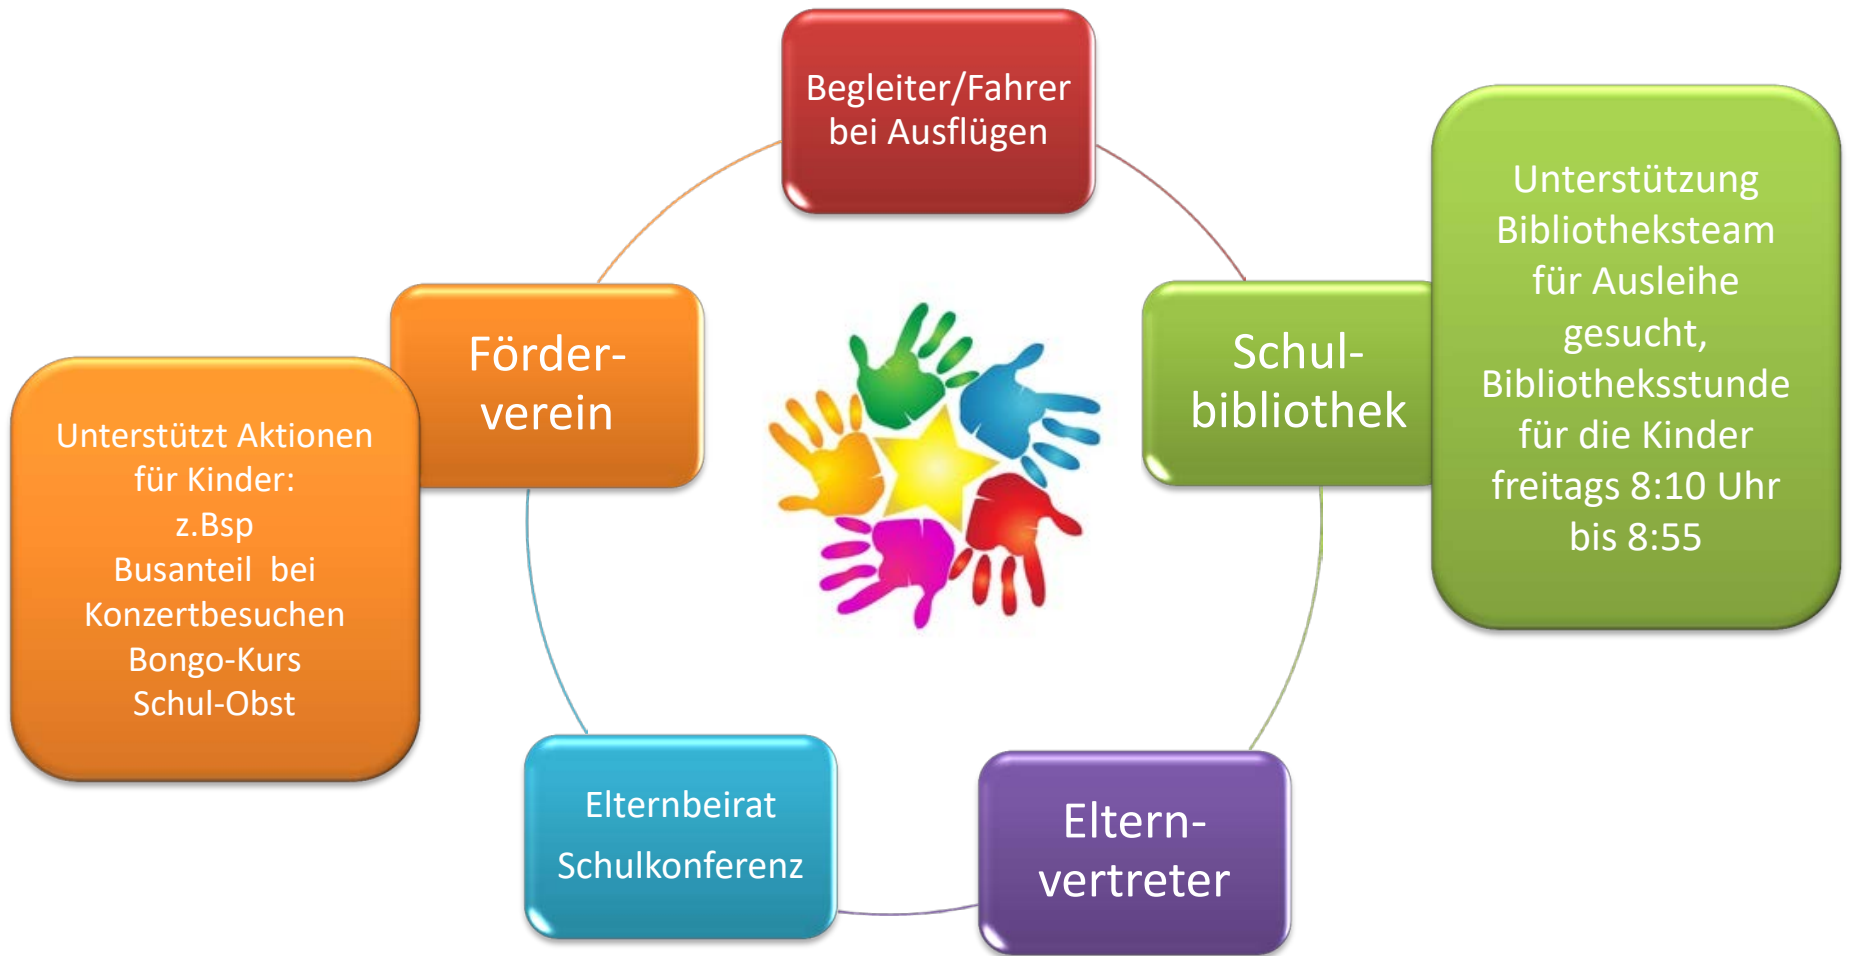 Begleiter/Fahrer
bei Ausflügen
Unterstützung
Bibliotheksteam
für Ausleihe
gesucht,
Bibliotheksstunde
für die Kinder
freitags 8:10 Uhr
bis 8:55
Schul-
bibliothek
Förder-
verein
Unterstützt Aktionen
für Kinder:
z.Bsp
Busanteil  bei
Konzertbesuchen
Bongo-Kurs
Schul-Obst
Elternbeirat
Schulkonferenz
Eltern-
vertreter